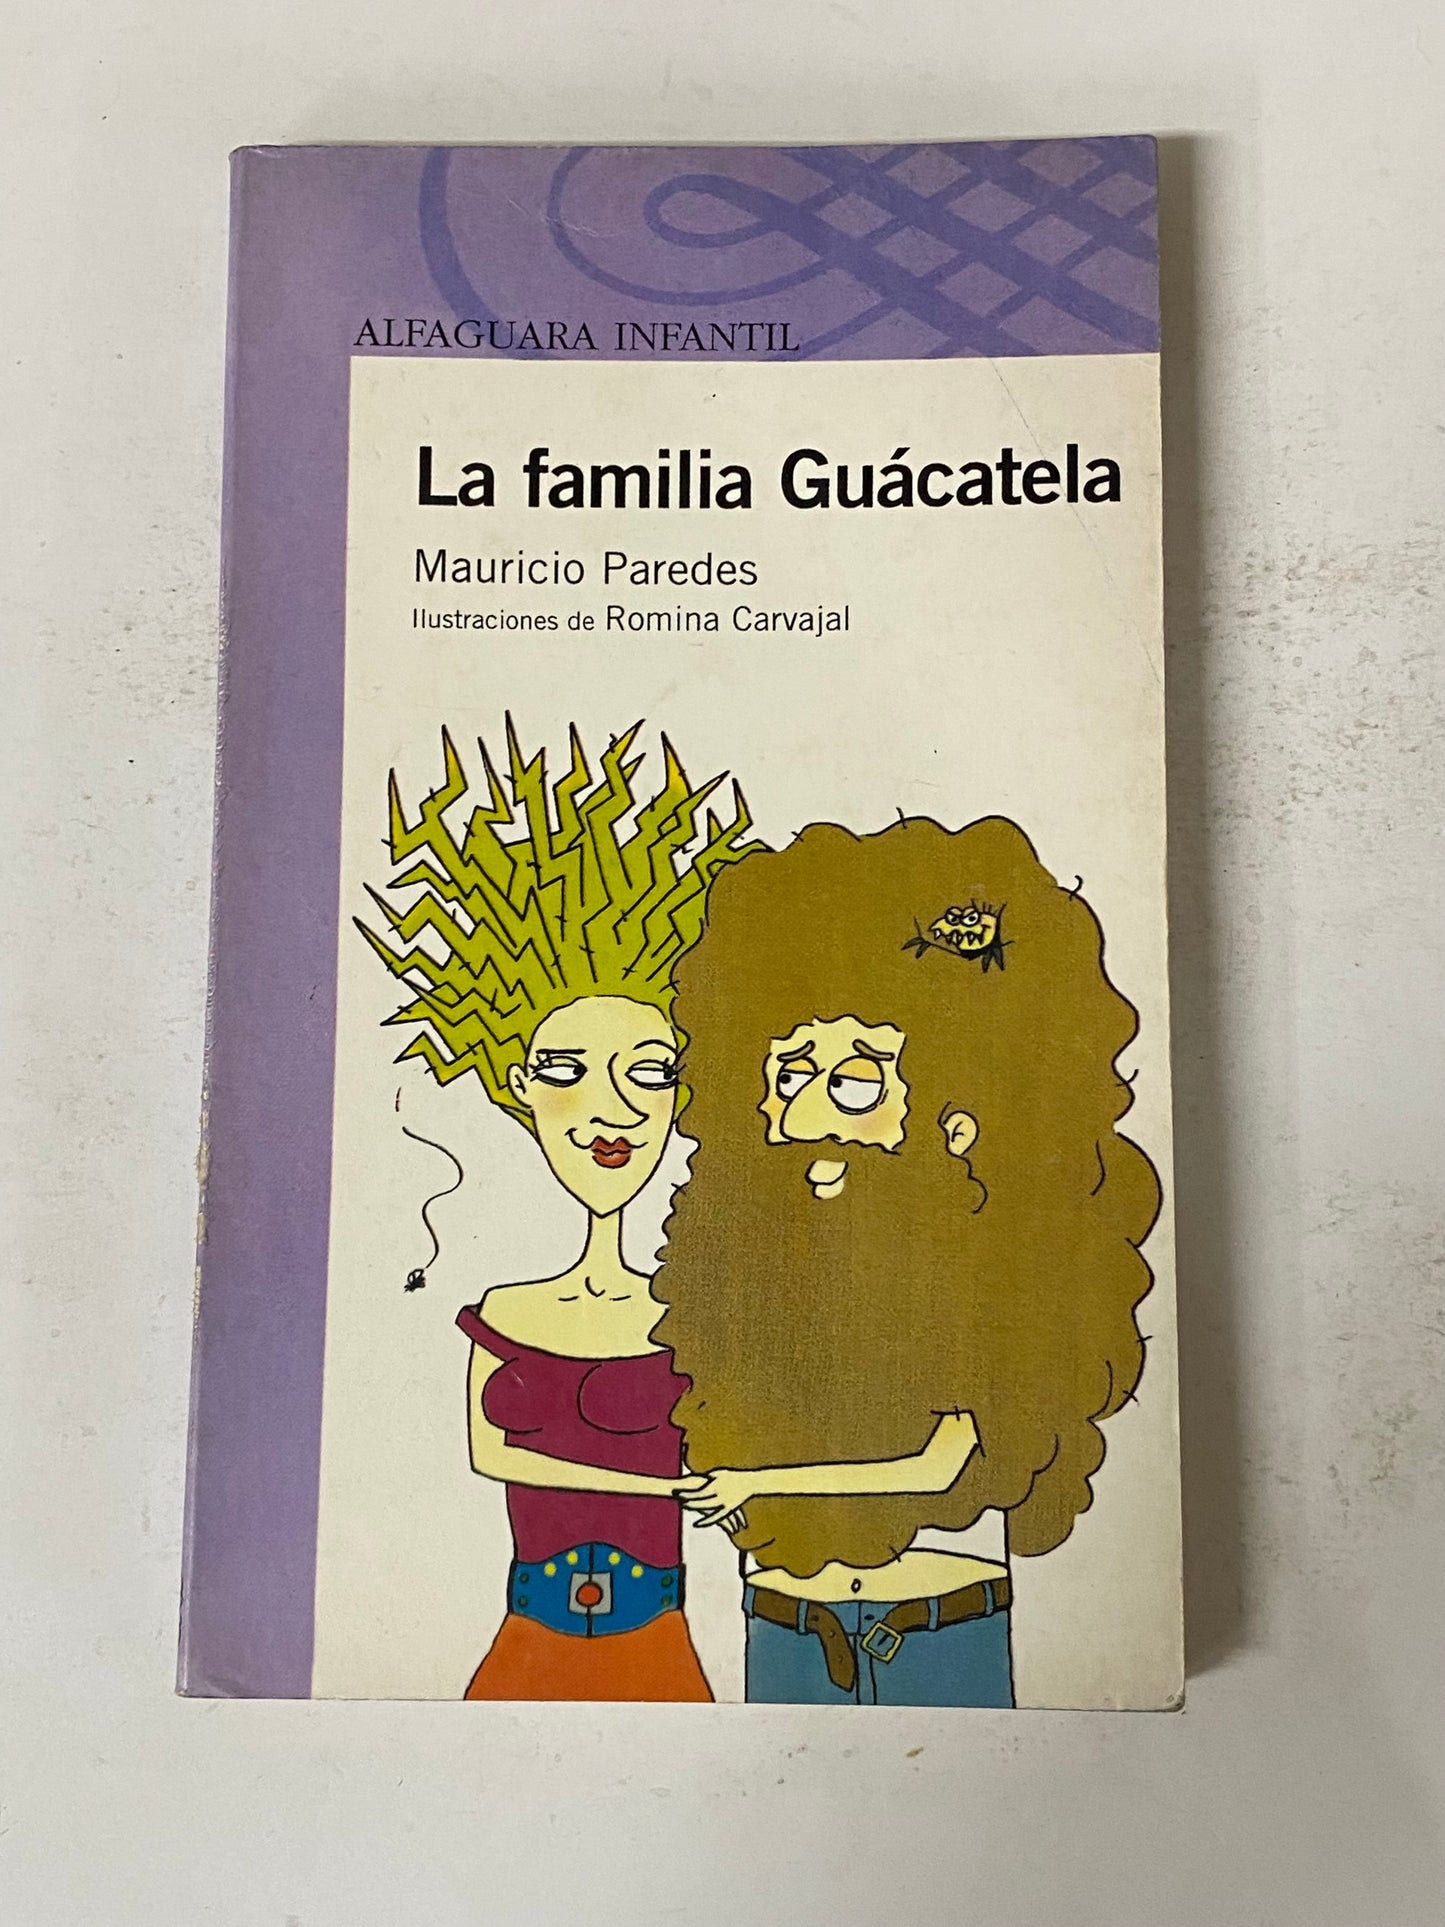 ALFAGUARA INFANTIL
La familia Guácatela
Mauricio Paredes
Ilustraciones de Romina Carvajal